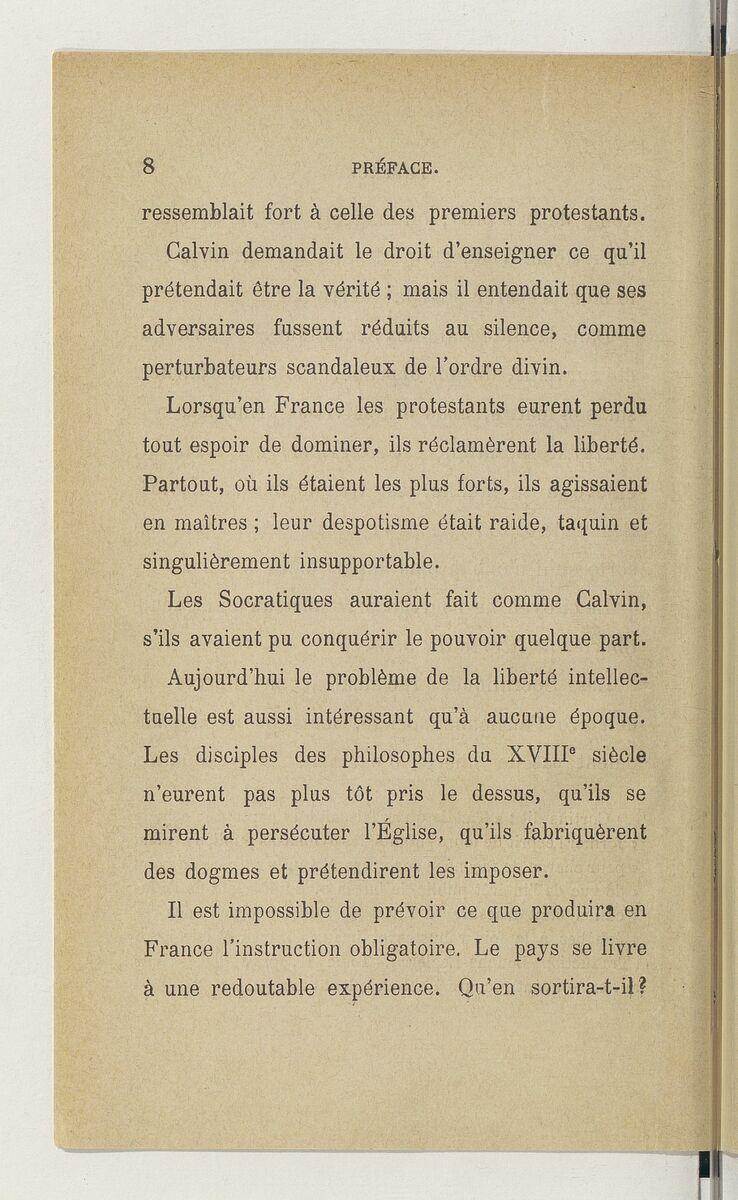 8 PRÉFACE.
ressemblait fort à celle des premiers protestants.
Calvin demandait le droit d'enseigner ce qu'il
prétendait être la vérité ; mais il entendait que ses
adversaires fussent réduits au silence, comme
perturbateurs scandaleux de l'ordre divin.
Lorsqu'en France les protestants eurent perdu
tout espoir de dominer, ils réclamèrent la liberté.
Partout, où ils étaient les plus forts, ils agissaient
en maîtres ; leur despotisme était raide, taquin et
singulièrement insupportable.
Les Socratiques auraient fait comme Calvin,
s'ils avaient pu conquérir le pouvoir quelque part.
Aujourd'hui le problème de la liberté intellec-
tuelle est aussi intéressant qu'à aucune époque.
Les disciples des philosophes du XVIIIe siècle
n'eurent pas plus tôt pris le dessus, qu'ils se
mirent à persécuter l'Église, qu'ils fabriquèrent
des dogmes et prétendirent les imposer.
Il est impossible de prévoir ce que produira en
France l'instruction obligatoire. Le pays se livre
à une redoutable expérience. Qu'en sortira-t-il?